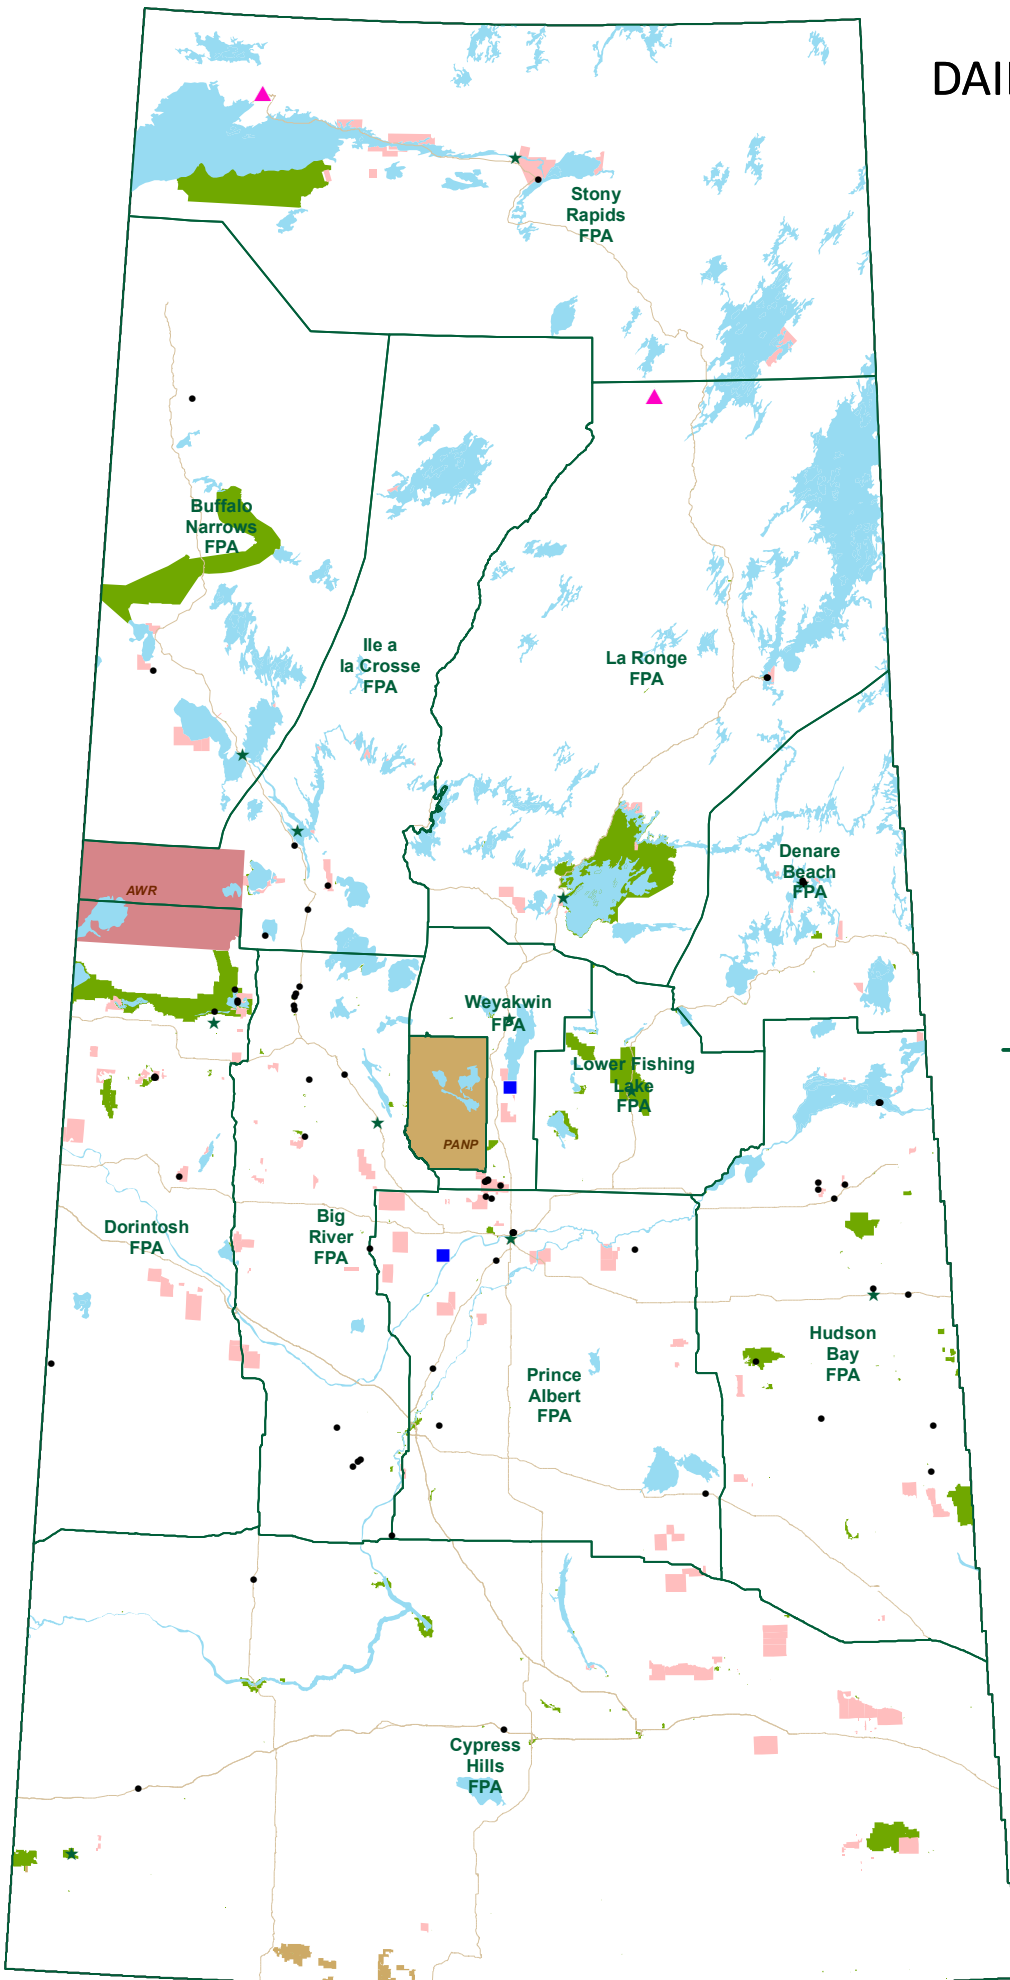 DAI
Stony
Rapids
FPA
Buffalo
Narrows
FPA
Ile a
la Crosse
FPA
La Ronge
FPA
Denare
Beach
FPA
AWR
Weyakwin
FPA
Lower Fishing
Lake
FPA
PANP
Dorintosh
FPA
Big
River
FPA
Hudson
Bay
FPA
Prince
Albert
FPA
Cypress
Hills
FPA